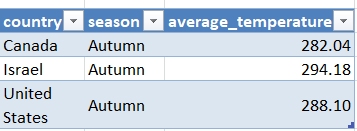 country season average_temperature
Canada Autumn 282.04
Israel Autumn 294.18
United
States Autumn 288.10